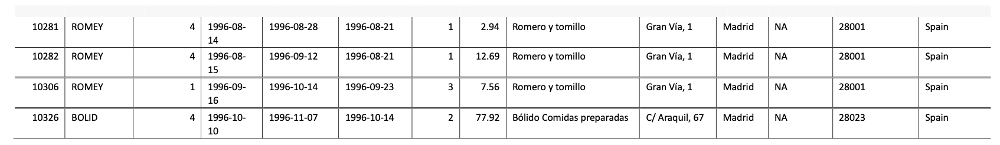 10281 ROMEY 4 1996-08- 1996-08-28 1996-08-21 1 2.94 Romero y tomillo Gran Vía, 1 Madrid NA 28001 Spain
14
10282 ROMEY 4 1996-08- 1996-09-12 1996-08-21 1 12.69 Romero y tomillo Gran Vía, 1 Madrid NA 28001 Spain
15
10306 ROMEY 1 1996-09- 1996-10-14 1996-09-23 3 7.56 Romero y tomillo Gran Vía, 1 Madrid NA 28001 Spain
16
10326 BOLID 4 1996-10- 1996-11-07 1996-10-14 2 77.92 Bólido Comidas preparadas C/ Araquil, 67 Madrid NA 28023 Spain
10